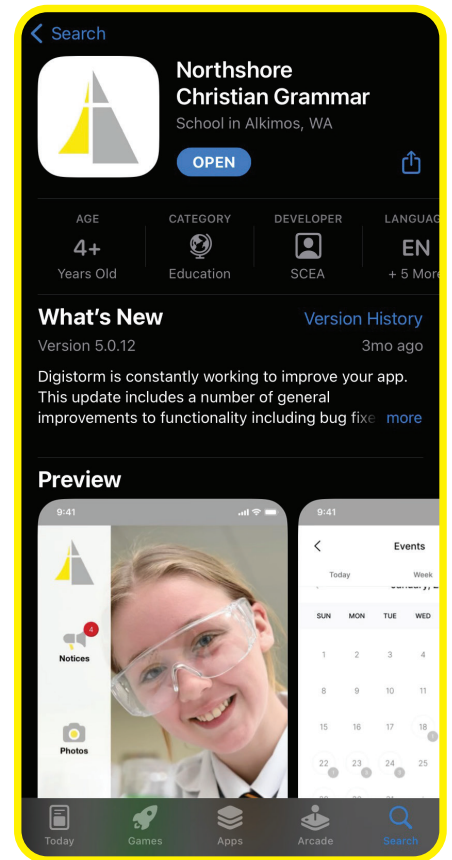 Search
Northshore
Christian Grammar
School in Alkimos, WA
OPEN
AGE
CATEGORY
DEVELOPER
LANGUAG
4+
EN
Years Old
Education
SCEA
+ 5 More
What's New
Version History
Version 5.0.12
3mo ago
Digistorm is constantly working to improve your app.
This update includes a number of general
improvements to functionality including bug fixe more
Preview
9:41
9:41
4
Notices
Photos
Events
Today
Week
SUN MON TUE WED
1 2 3 4
8 9 10 11
15 16 17 18
22 23 24 25
Today
Games
Apps
Arcade
Search